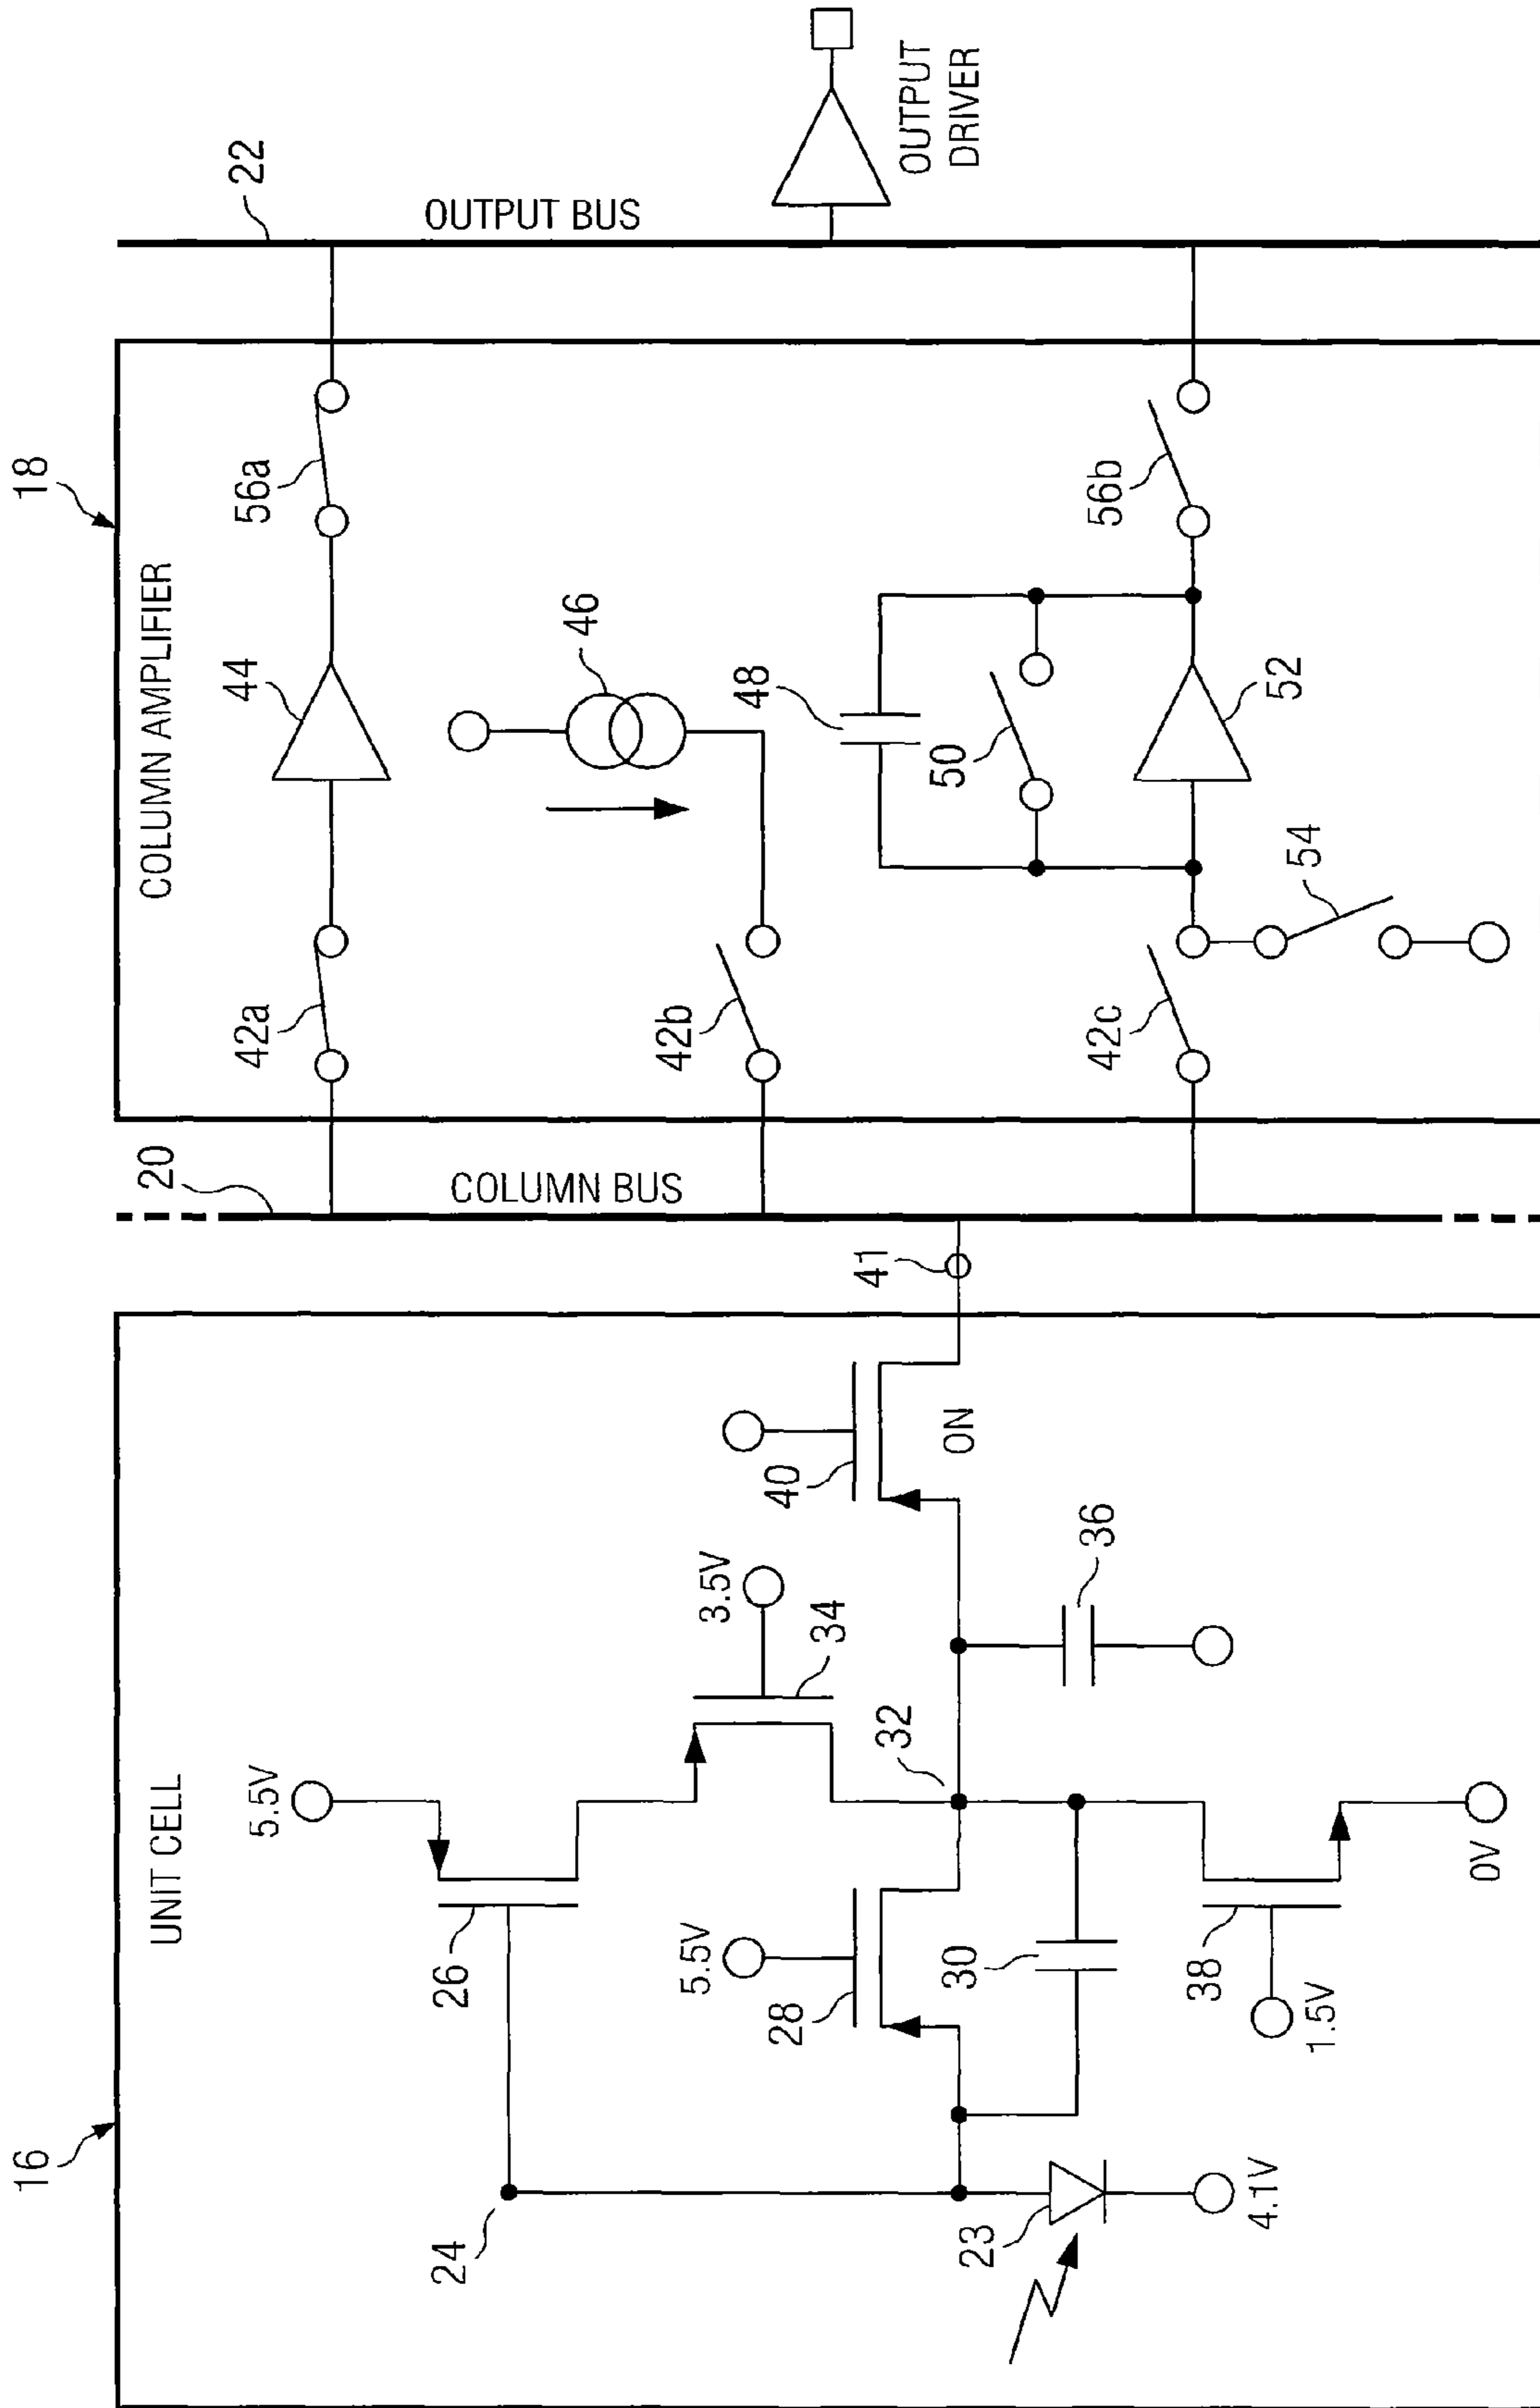 16
UNIT CELL
5.5V
26
24
5.5V
28
30
32
3.5V
34
36
40
ON
23
4.1V
38
1.5V
0V
41
20
COLUMN BUS
18
COLUMN AMPLIFIER
42a
44
56a
46
42b
48
50
52
42c
54
56b
22
OUTPUT BUS
OUTPUT
DRIVER